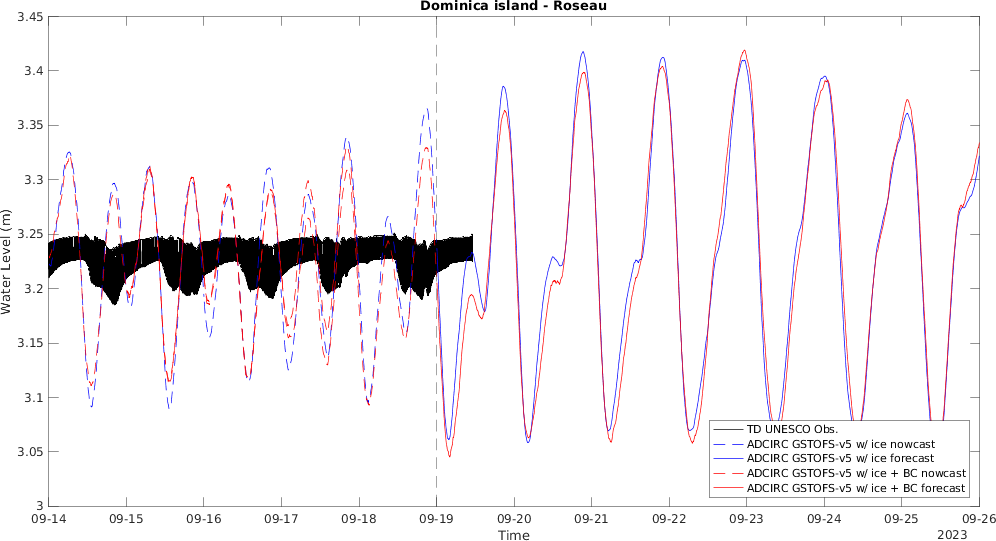 Dominica island - Roseau
3.45
3.4
3.35
3.3
3.25
3.2
3.15
3.1
3.05
3
Water Level (m)
TD UNESCO Obs.
ADCIRC GSTOFS-v5 w/ ice nowcast
ADCIRC GSTOFS-v5 w/ ice forecast
ADCIRC GSTOFS-v5 w/ ice + BC nowcast
ADCIRC GSTOFS-v5 w/ ice + BC forecast
09-14 09-15 09-16 09-17 09-18 09-19 09-20 09-21 09-22 09-23 09-24 09-25 09-26
Time
2023